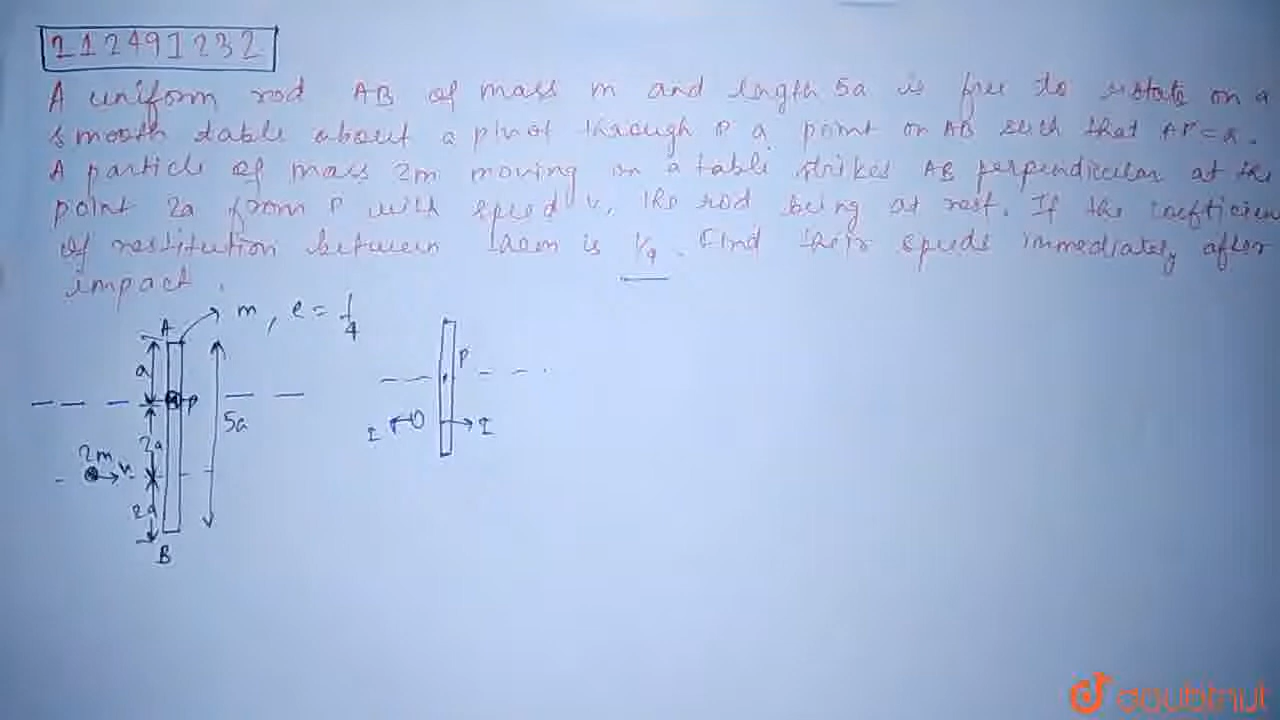 212491232
A uniform rod AB of mass m and length 5a is free to rotate on a
smooth table about a pivot through P a point on AB such that AP = a.
A particle of mass 2m moving on a table strikes AB perpendicular at the
point 2a from P with speed v, the rod being at rest. If the coefficien
of restitution between them is 1/4. Find their speeds immediately after
impact.
A m, e = 1/4
a P P
5a
2a I I
2m v
2a
B
doubtnut